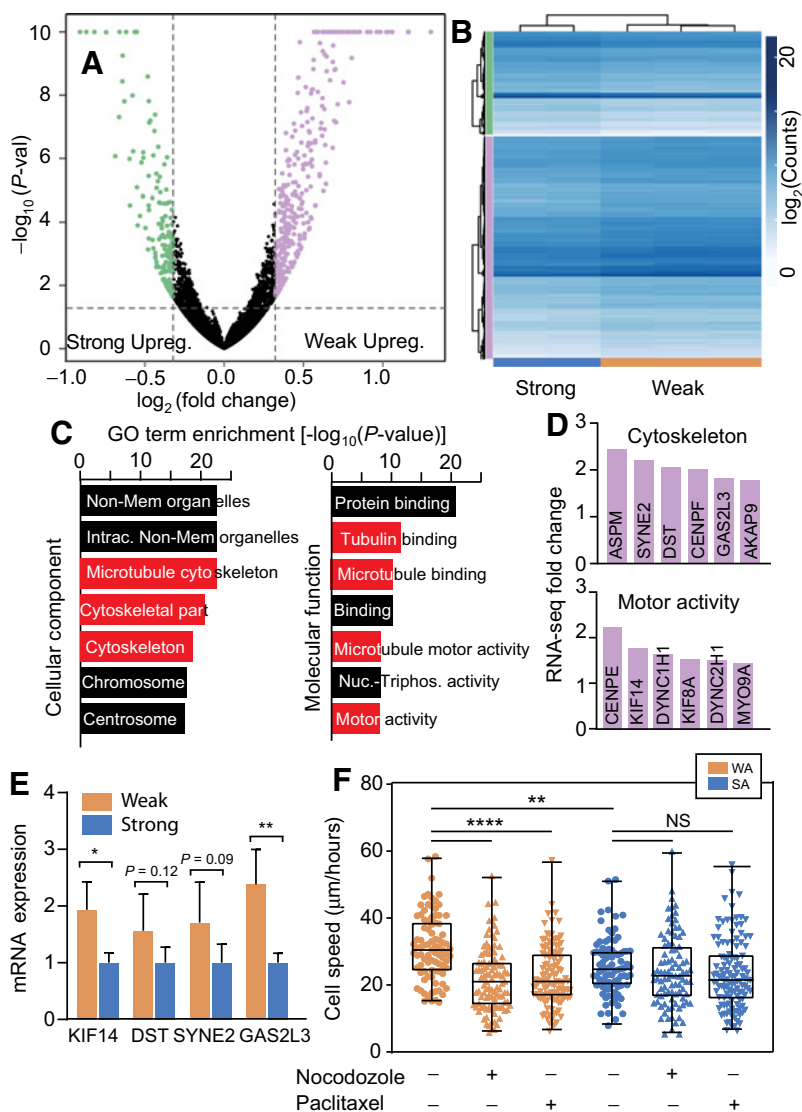 A
10
10
8
6
4
2
0
−log10(P-val)
Strong Upreg.
Weak Upreg.
−1.0
−0.5
0.0
0.5
1.0
log2(fold change)
B
20
0
log2(Counts)
Strong
Weak
C
GO term enrichment [-log10(P-value)]
0
10
20
Cellular component
Non-Mem organelles
Intrac. Non-Mem organelles
Microtubule cyto skeleton
Cytoskeletal part
Cytoskeleton
Chromosome
Centrosome
0
10
20
Molecular function
Protein binding
Tubulin binding
Microtubule binding
Binding
Microtubule motor activity
Nuc.-Triphos. activity
Motor activity
D
RNA-seq fold change
3
2
1
0
Cytoskeleton
ASPM
SYNE2
DST
CENPF
GAS2L3
AKAP9
3
2
1
0
Motor activity
CENPE
KIF14
DYNC1H1
KIF8A
DYNC2H1
MYO9A
E
4
3
2
1
0
mRNA expression
Weak
Strong
*
P = 0.12
P = 0.09
**
KIF14
DST
SYNE2
GAS2L3
F
WA
SA
80
60
40
20
0
Cell speed (μm/hours)
**
****
NS
Nocodozole
− + − − + −
Paclitaxel
− − + − − +